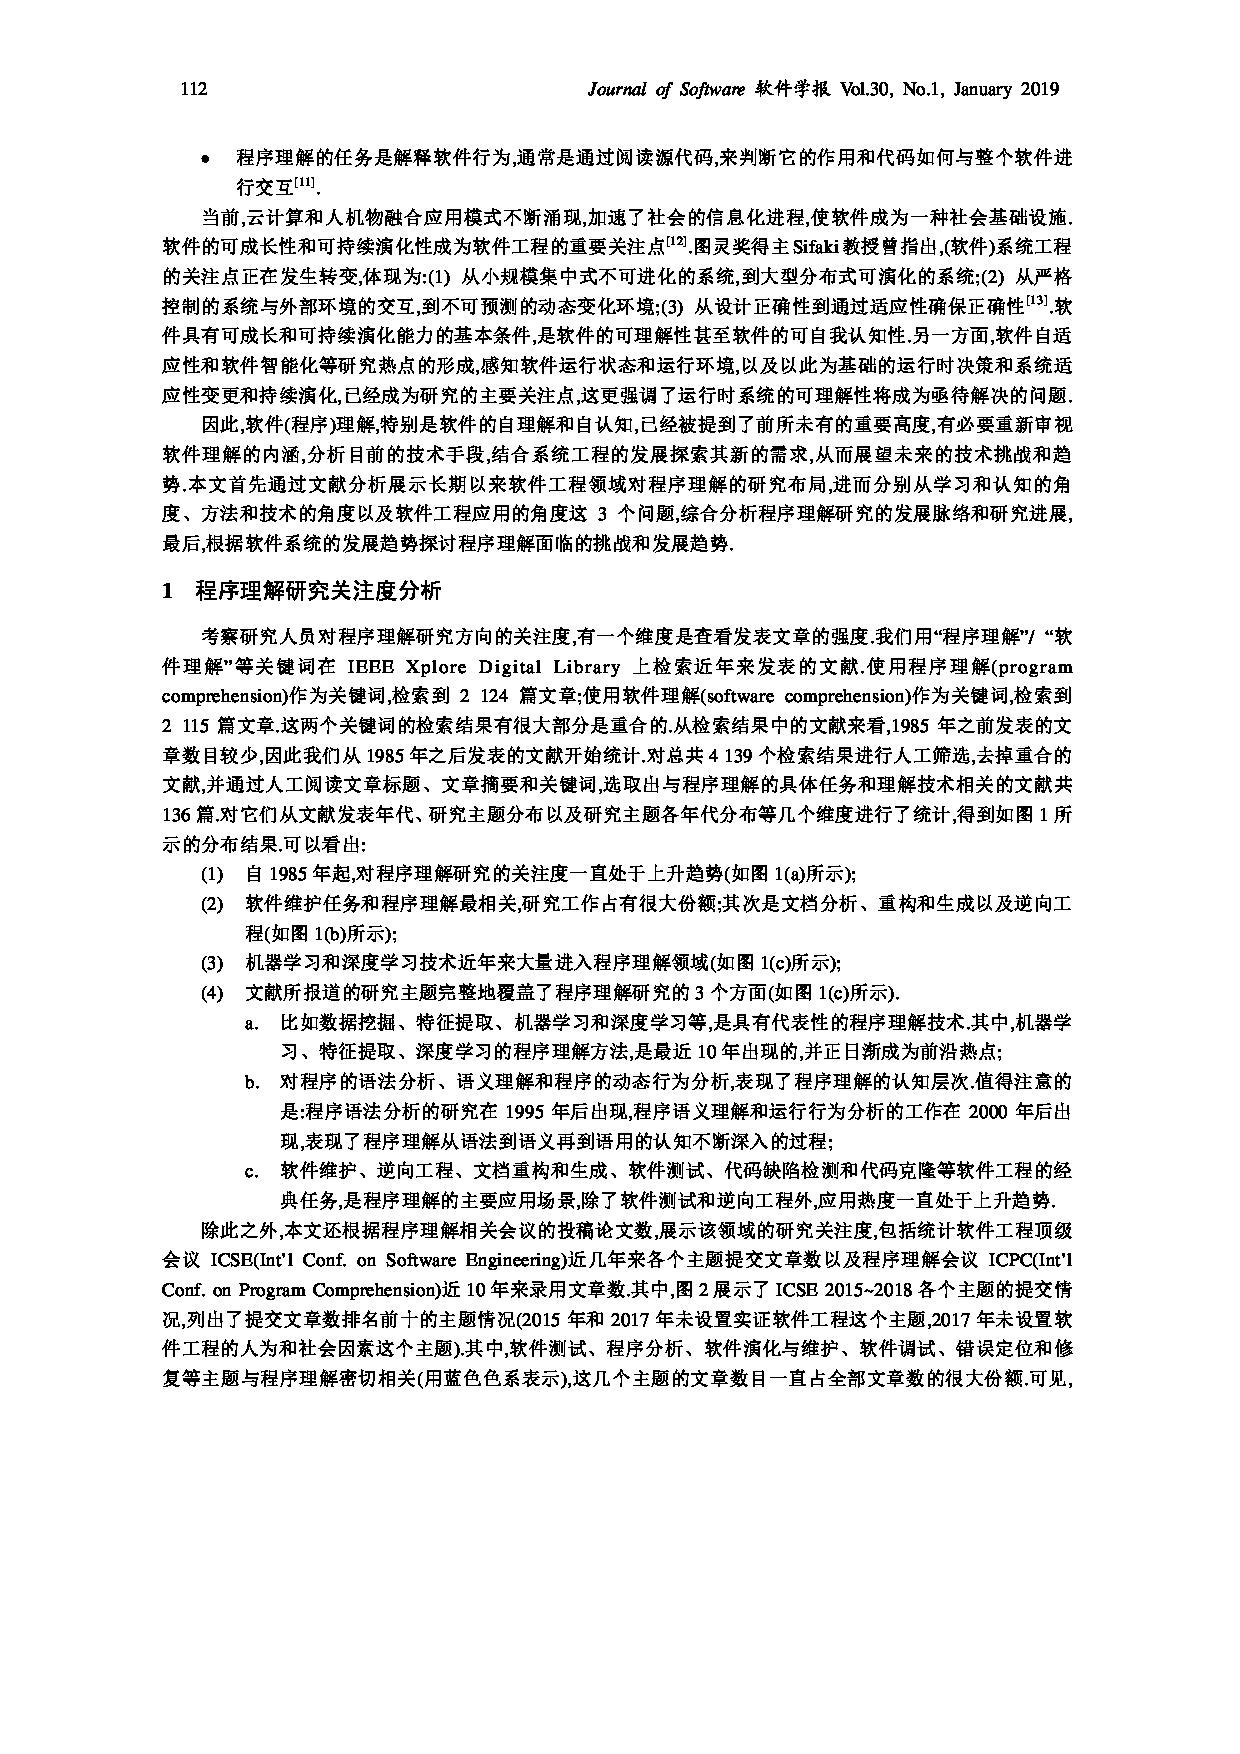 112 Journal of Software 软件学报 Vol.30, No.1, January 2019
• 程序理解的任务是解释软件行为,通常是通过阅读源代码,来判断它的作用和代码如何与整个软件进
行交互[11].
当前,云计算和人机物融合应用模式不断涌现,加速了社会的信息化进程,使软件成为一种社会基础设施.
软件的可成长性和可持续演化性成为软件工程的重要关注点[12].图灵奖得主 Sifaki 教授曾指出,(软件)系统工程
的关注点正在发生转变,体现为:(1) 从小规模集中式不可进化的系统,到大型分布式可演化的系统;(2) 从严格
控制的系统与外部环境的交互,到不可预测的动态变化环境;(3) 从设计正确性到通过适应性确保正确性[13].软
件具有可成长和可持续演化能力的基本条件,是软件的可理解性甚至软件的可自我认知性.另一方面,软件自适
应性和软件智能化等研究热点的形成,感知软件运行状态和运行环境,以及以此为基础的运行时决策和系统适
应性变更和持续演化,已经成为研究的主要关注点,这更强调了运行时系统的可理解性将成为亟待解决的问题.
因此,软件(程序)理解,特别是软件的自理解和自认知,已经被提到了前所未有的重要高度,有必要重新审视
软件理解的内涵,分析目前的技术手段,结合系统工程的发展探索其新的需求,从而展望未来的技术挑战和趋
势.本文首先通过文献分析展示长期以来软件工程领域对程序理解的研究布局,进而分别从学习和认知的角
度、方法和技术的角度以及软件工程应用的角度这 3 个问题,综合分析程序理解研究的发展脉络和研究进展,
最后,根据软件系统的发展趋势探讨程序理解面临的挑战和发展趋势.
1 程序理解研究关注度分析
考察研究人员对程序理解研究方向的关注度,有一个维度是查看发表文章的强度.我们用“程序理解”/ “软
件理解”等关键词在 IEEE Xplore Digital Library 上检索近年来发表的文献.使用程序理解(program
comprehension)作为关键词,检索到 2 124 篇文章;使用软件理解(software comprehension)作为关键词,检索到
2 115 篇文章.这两个关键词的检索结果有很大部分是重合的.从检索结果中的文献来看,1985 年之前发表的文
章数目较少,因此我们从 1985 年之后发表的文献开始统计.对总共 4 139 个检索结果进行人工筛选,去掉重合的
文献,并通过人工阅读文章标题、文章摘要和关键词,选取出与程序理解的具体任务和理解技术相关的文献共
136 篇.对它们从文献发表年代、研究主题分布以及研究主题各年代分布等几个维度进行了统计,得到如图 1 所
示的分布结果.可以看出:
(1) 自 1985 年起,对程序理解研究的关注度一直处于上升趋势(如图 1(a)所示);
(2) 软件维护任务和程序理解最相关,研究工作占有很大份额;其次是文档分析、重构和生成以及逆向工
程(如图 1(b)所示);
(3) 机器学习和深度学习技术近年来大量进入程序理解领域(如图 1(c)所示);
(4) 文献所报道的研究主题完整地覆盖了程序理解研究的 3 个方面(如图 1(c)所示).
a. 比如数据挖掘、特征提取、机器学习和深度学习等,是具有代表性的程序理解技术.其中,机器学
习、特征提取、深度学习的程序理解方法,是最近 10 年出现的,并正日渐成为前沿热点;
b. 对程序的语法分析、语义理解和程序的动态行为分析,表现了程序理解的认知层次.值得注意的
是:程序语法分析的研究在 1995 年后出现,程序语义理解和运行行为分析的工作在 2000 年后出
现,表现了程序理解从语法到语义再到语用的认知不断深入的过程;
c. 软件维护、逆向工程、文档重构和生成、软件测试、代码缺陷检测和代码克隆等软件工程的经
典任务,是程序理解的主要应用场景,除了软件测试和逆向工程外,应用热度一直处于上升趋势.
除此之外,本文还根据程序理解相关会议的投稿论文数,展示该领域的研究关注度,包括统计软件工程顶级
会议 ICSE(Int'l Conf. on Software Engineering)近几年来各个主题提交文章数以及程序理解会议 ICPC(Int'l
Conf. on Program Comprehension)近 10 年来录用文章数.其中,图 2 展示了 ICSE 2015~2018 各个主题的提交情
况,列出了提交文章数排名前十的主题情况(2015 年和 2017 年未设置实证软件工程这个主题,2017 年未设置软
件工程的人为和社会因素这个主题).其中,软件测试、程序分析、软件演化与维护、软件调试、错误定位和修
复等主题与程序理解密切相关(用蓝色色系表示),这几个主题的文章数目一直占全部文章数的很大份额.可见,